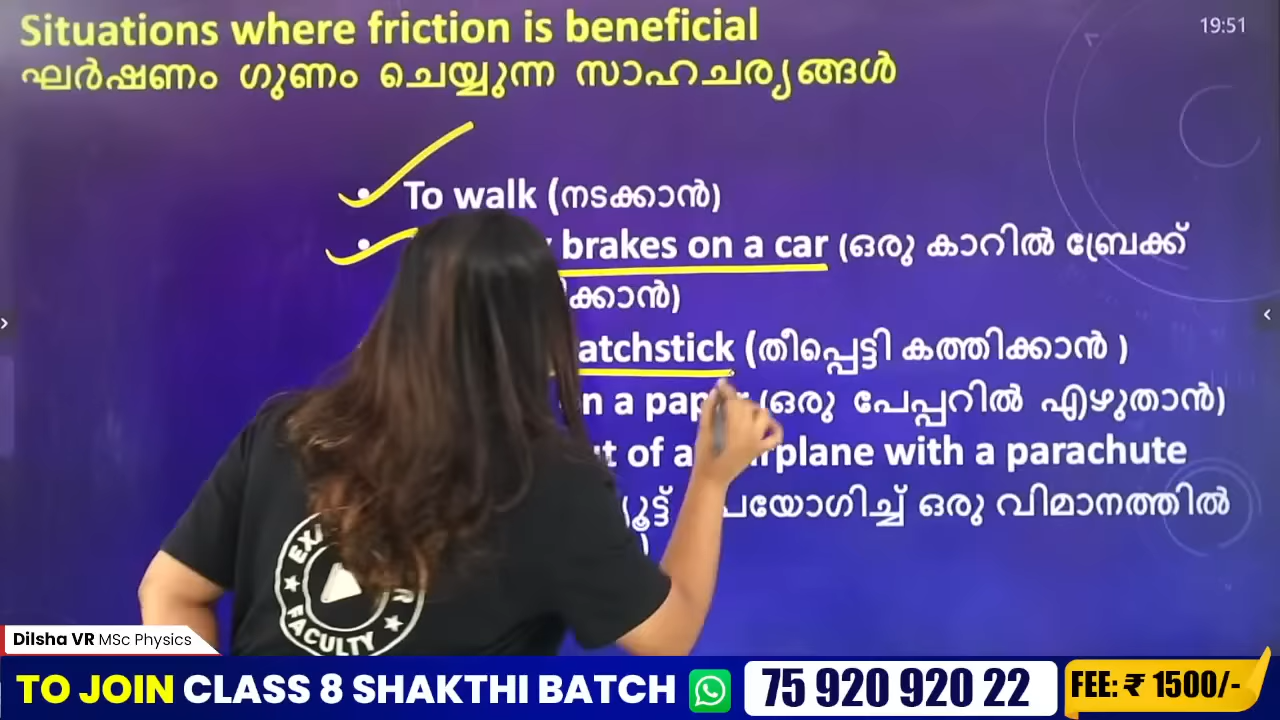 Situations where friction is beneficial
19:51
ഘർഷണം ഗുണം ചെയ്യുന്ന സാഹചര്യങ്ങൾ
• To walk (നടക്കാൻ)
• brakes on a car (ഒരു കാറിൽ ബ്രേക്ക്
ക്കാൻ)
atchstick (തീപ്പെട്ടി കത്തിക്കാൻ )
n a pap (ഒരു പേപ്പറിൽ എഴുതാൻ)
t of a rplane with a parachute
ഒരു വിമാനത്തിൽ
FACULTY
Dilsha VR MSc Physics
TO JOIN CLASS 8 SHAKTHI BATCH
75 920 920 22
FEE: ₹ 1500/-